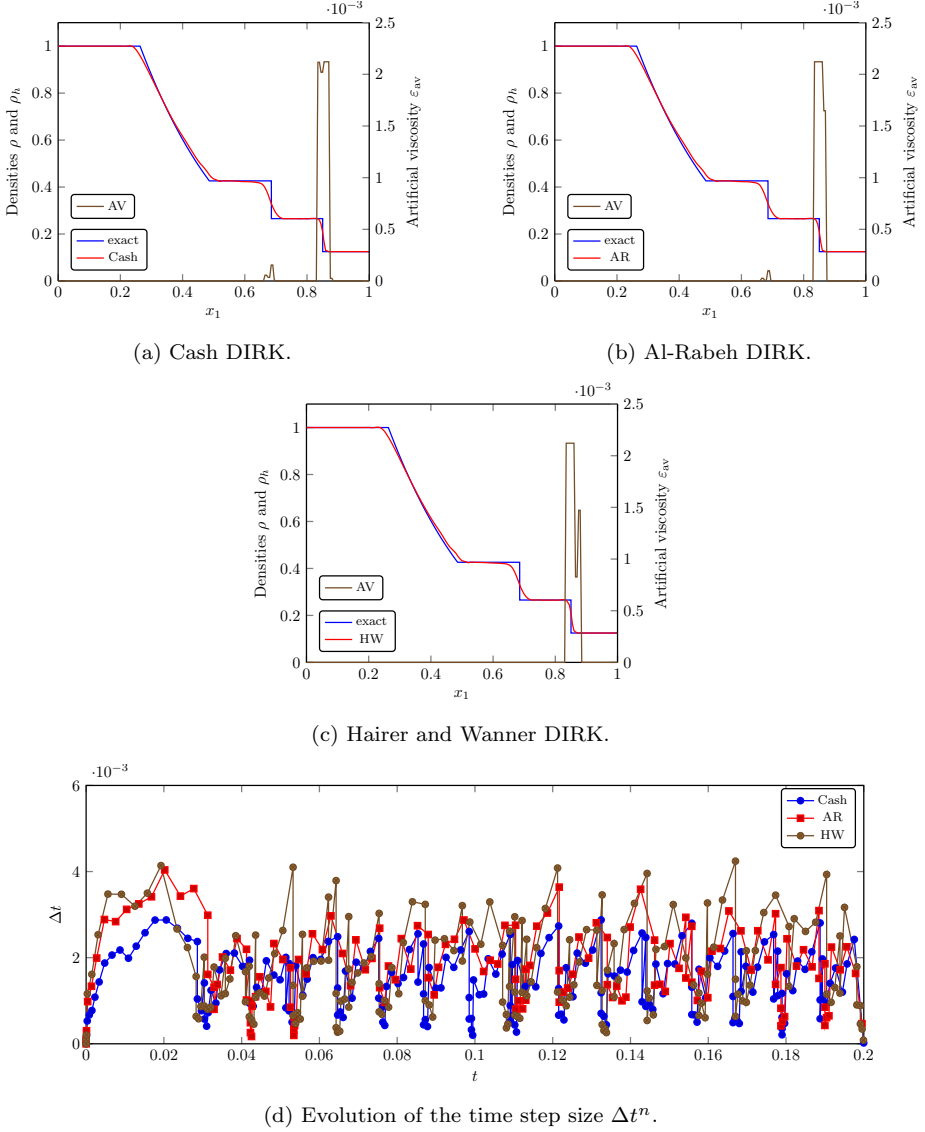 ·10⁻³
2.5
2
1.5
1
0.5
0
Artificial viscosity εav
1
0.8
0.6
0.4
0.2
0
Densities ρ and ρh
AV
exact
Cash
0 0.2 0.4 0.6 0.8 1
x1
(a) Cash DIRK.
·10⁻³
2.5
2
1.5
1
0.5
0
Artificial viscosity εav
1
0.8
0.6
0.4
0.2
0
Densities ρ and ρh
AV
exact
AR
0 0.2 0.4 0.6 0.8 1
x1
(b) Al-Rabeh DIRK.
·10⁻³
2.5
2
1.5
1
0.5
0
Artificial viscosity εav
1
0.8
0.6
0.4
0.2
0
Densities ρ and ρh
AV
exact
HW
0 0.2 0.4 0.6 0.8 1
x1
(c) Hairer and Wanner DIRK.
·10⁻³
6
4
2
0
Δt
Cash
AR
HW
0 0.02 0.04 0.06 0.08 0.1 0.12 0.14 0.16 0.18 0.2
t
(d) Evolution of the time step size Δtⁿ.